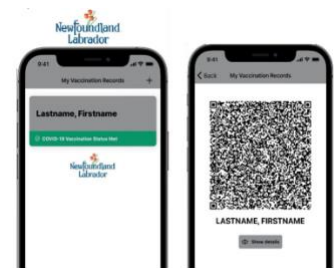 Newfoundland
Labrador
9:41
My Vaccination Records +
Lastname, Firstname
COVID-19 Vaccination Status Met
Newfoundland
Labrador
9:41
Back My Vaccination Records
LASTNAME, FIRSTNAME
Show details